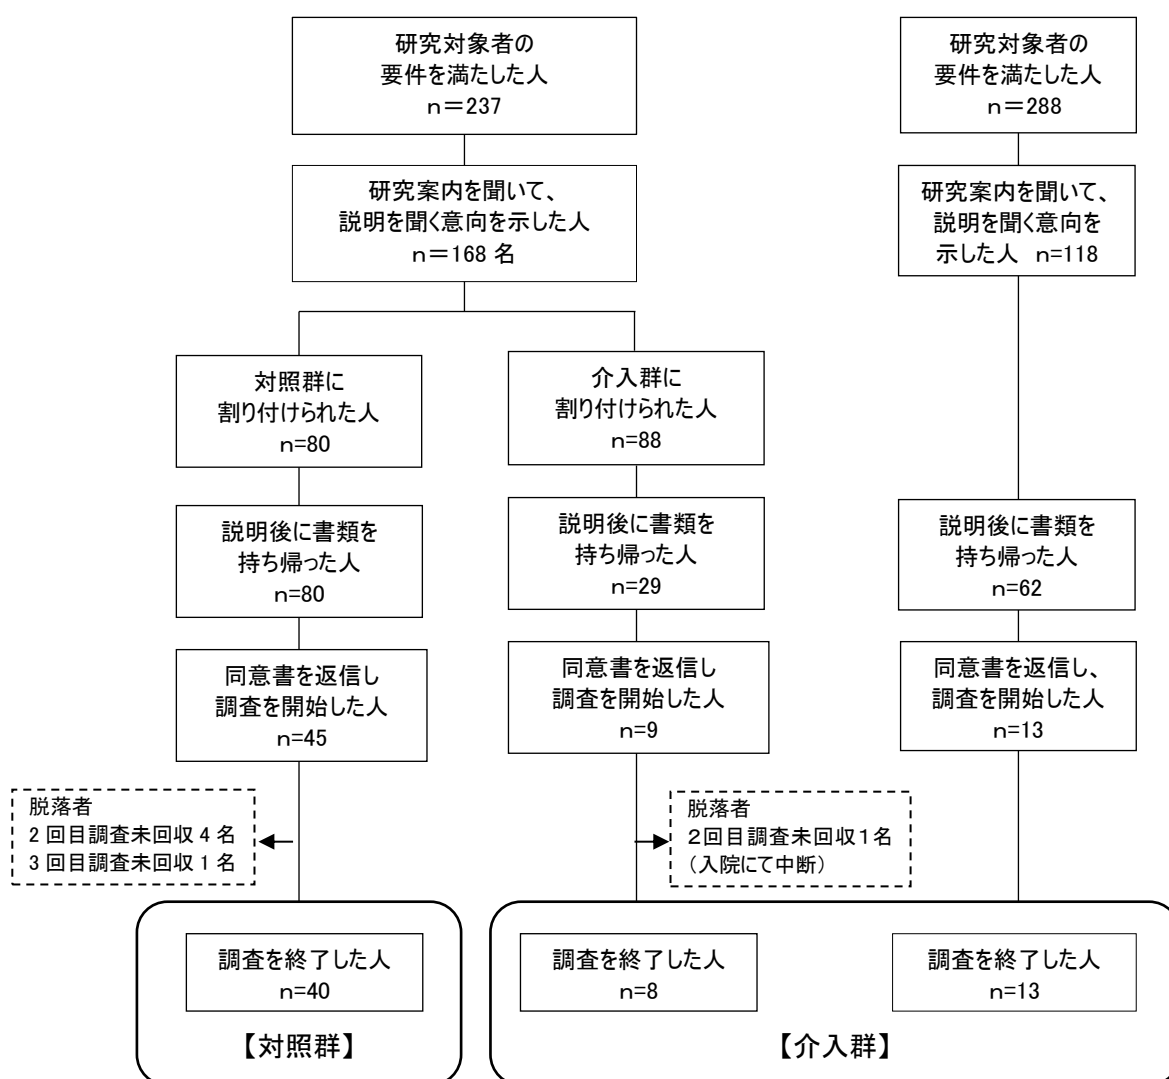 研究対象者の
要件を満たした人
n＝237
研究対象者の
要件を満たした人
n＝288
研究案内を聞いて、
説明を聞く意向を示した人
n＝168 名
研究案内を聞いて、
説明を聞く意向を
示した人 n=118
対照群に
割り付けられた人
n=80
介入群に
割り付けられた人
n=88
説明後に書類を
持ち帰った人
n=80
説明後に書類を
持ち帰った人
n=29
説明後に書類を
持ち帰った人
n=62
同意書を返信し
調査を開始した人
n=45
同意書を返信し
調査を開始した人
n=9
同意書を返信し、
調査を開始した人
n=13
脱落者
2 回目調査未回収 4 名
3 回目調査未回収 1 名
脱落者
２回目調査未回収１名
（入院にて中断）
調査を終了した人
n=40
調査を終了した人
n=8
調査を終了した人
n=13
【対照群】
【介入群】